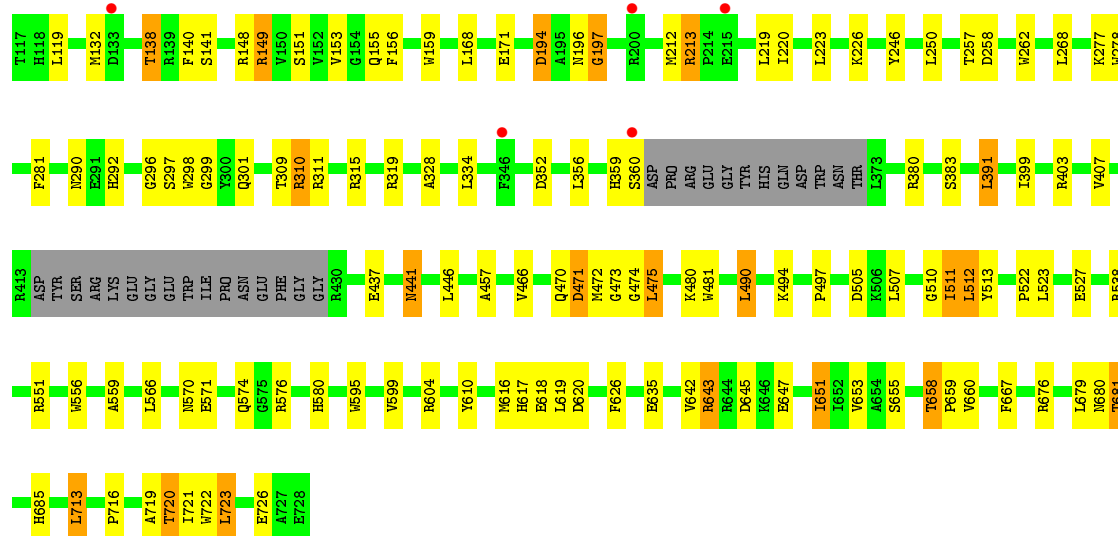 T117 H118 L119 M132 D133 T138 R139 F140 S141 R148 R149 V150 S151 V152 V153 G154 Q155 F156 W159 L168 E171 D194 A195 N196 G197 R200 M212 R213 P214 E215 L219 I220 L223 K226 Y246 L250 T257 D258 W262 L268 K277 W278
F281 N290 E291 H292 G296 S297 W298 G299 Y300 Q301 T309 R310 R311 R315 R319 A328 L334 F346 D352 L356 H359 S360 ASP PRO ARG GLU GLY TYR HIS GLN ASP TRP ASN THR L373 R380 S383 L391 I399 R403 V407
R413 ASP TYR SER ARG LYS GLU GLY GLU TRP ILE PRO ASN GLU PHE GLY GLY R430 E437 N441 L446 A457 V466 Q470 D471 M472 G473 G474 L475 K480 W481 L490 K494 P497 D505 K506 L507 G510 I511 L512 Y513 P522 L523 E527 R538
R551 W556 A559 L566 N570 E571 Q574 G575 R576 H580 W595 V599 R604 Y610 M616 H617 E618 L619 D620 F626 E635 V642 R643 R644 D645 K646 E647 I651 I652 V653 A654 S655 T658 P659 V660 F667 R676 L679 N680 T681
H685 L713 P716 A719 T720 I721 W722 L723 E726 A727 E728